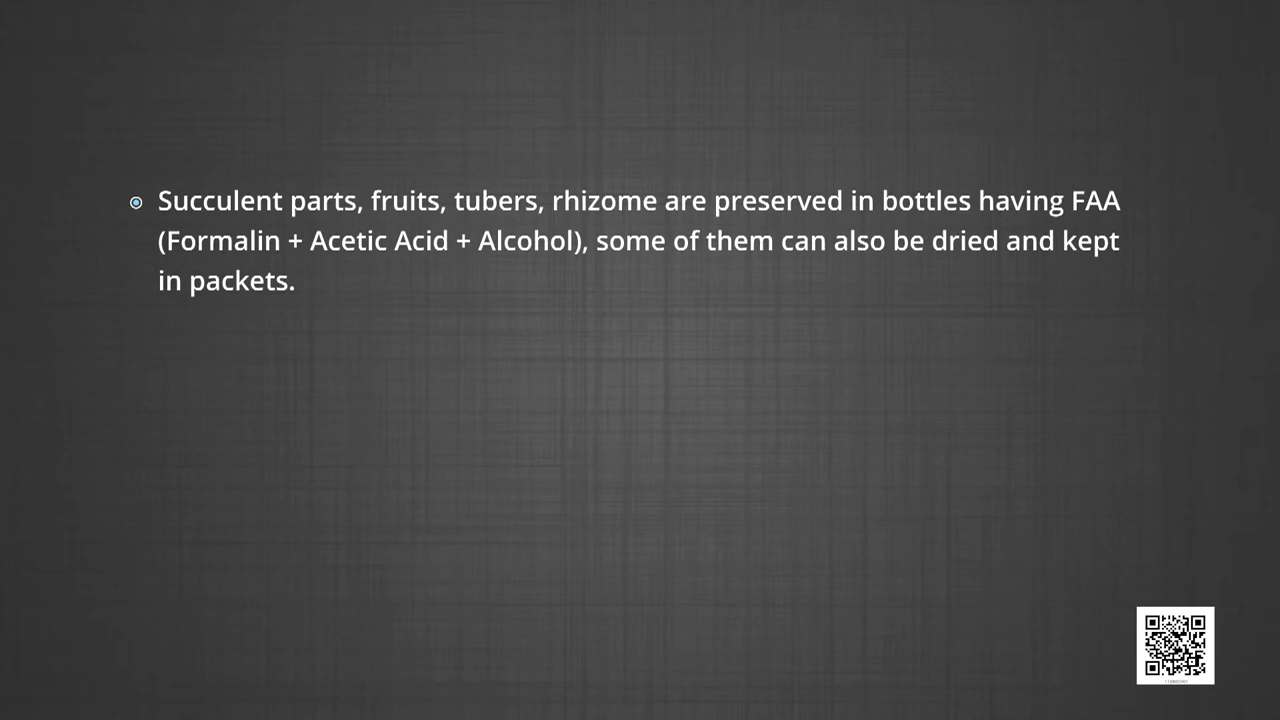 Succulent parts, fruits, tubers, rhizome are preserved in bottles having FAA
(Formalin + Acetic Acid + Alcohol), some of them can also be dried and kept
in packets.